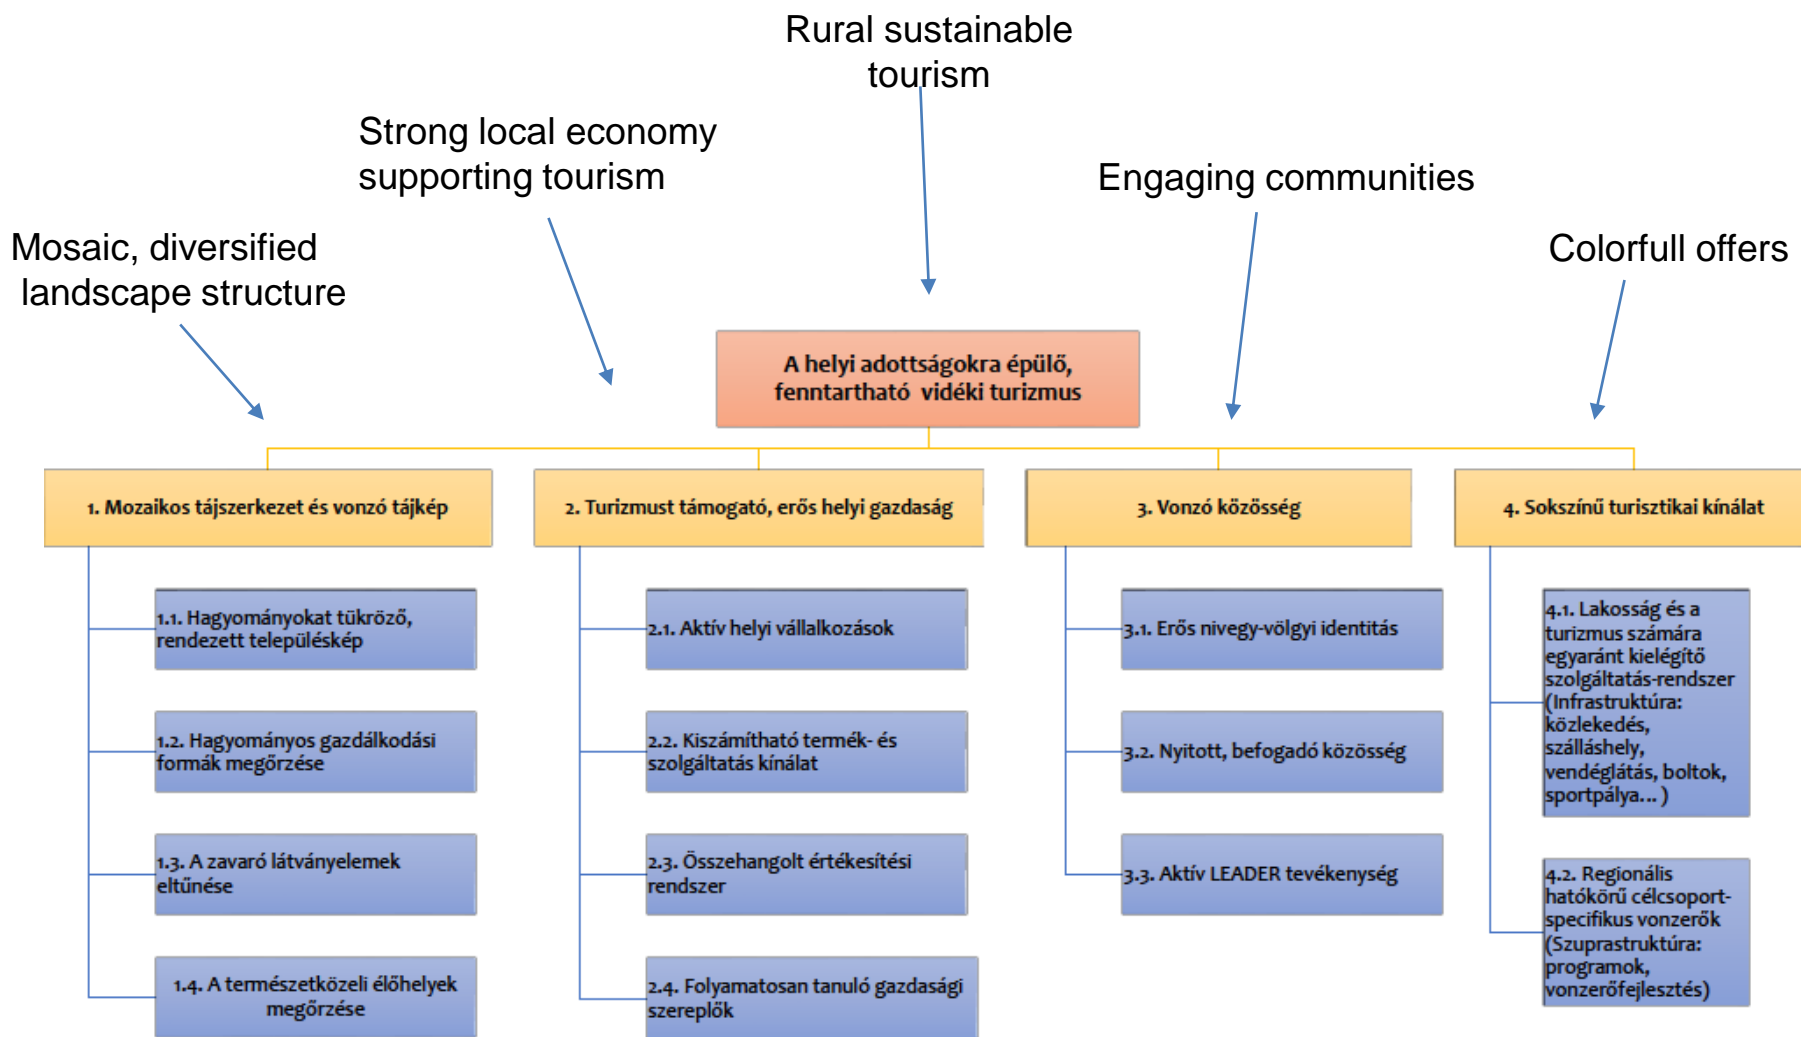 Rural sustainable
tourism
Strong local economy
supporting tourism
Engaging communities
Mosaic, diversified
landscape structure
Colorfull offers
A helyi adottságokra épülő,
fenntartható vidéki turizmus
1. Mozaikos tájszerkezet és vonzó tájkép
2. Turizmust támogató, erős helyi gazdaság
3. Vonzó közösség
4. Sokszínű turisztikai kínálat
1.1. Hagyományokat tükröző,
rendezett településkép
1.2. Hagyományos gazdálkodási
formák megőrzése
1.3. A zavaró látványelemek
eltűnése
1.4. A természetközeli élőhelyek
megőrzése
2.1. Aktív helyi vállalkozások
2.2. Kiszámítható termék- és
szolgáltatás kínálat
2.3. Összehangolt értékesítési
rendszer
2.4. Folyamatosan tanuló gazdasági
szereplők
3.1. Erős nivegy-völgyi identitás
3.2. Nyitott, befogadó közösség
3.3. Aktív LEADER tevékenység
4.1. Lakosság és a
turizmus számára
egyaránt kielégítő
szolgáltatás-rendszer
(Infrastruktúra:
közlekedés,
szálláshely,
vendéglátás, boltok,
sportpálya... )
4.2. Regionális
hatókörű célcsoport-
specifikus vonzerők
(Szuprastruktúra:
programok,
vonzerőfejlesztés)